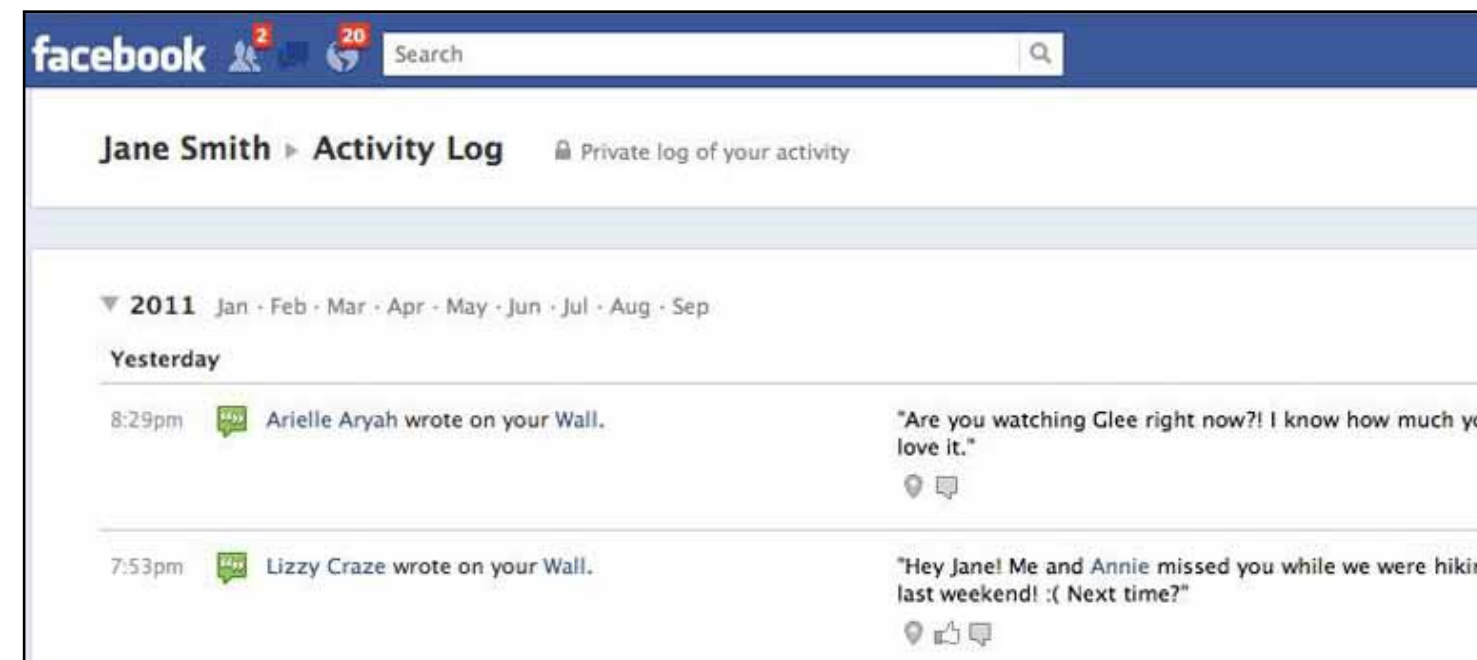 facebook 2 20 Search
Jane Smith ▸ Activity Log Private log of your activity
2011 Jan · Feb · Mar · Apr · May · Jun · Jul · Aug · Sep
Yesterday
8:29pm Arielle Aryah wrote on your Wall. "Are you watching Glee right now?! I know how much yo
love it."
7:53pm Lizzy Craze wrote on your Wall. "Hey Jane! Me and Annie missed you while we were hikin
last weekend! :( Next time?"